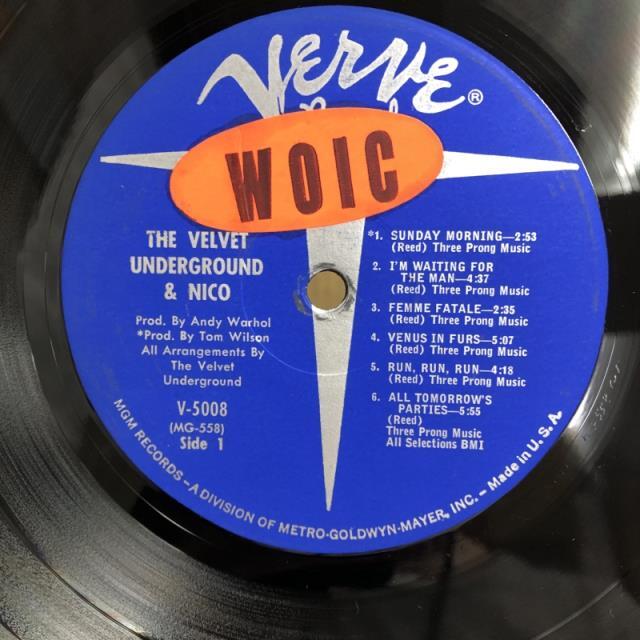 VERVE®
WOIC
THE VELVET
UNDERGROUND
& NICO
Prod. By Andy Warhol
*Prod. By Tom Wilson
All Arrangements By
The Velvet
Underground
V-5008
(MG-558)
Side 1
*1. SUNDAY MORNING—2:53
(Reed) Three Prong Music
2. I'M WAITING FOR
THE MAN—4:37
(Reed) Three Prong Music
3. FEMME FATALE—2:35
(Reed) Three Prong Music
4. VENUS IN FURS—5:07
(Reed) Three Prong Music
5. RUN, RUN, RUN—4:18
(Reed) Three Prong Music
6. ALL TOMORROW'S
PARTIES—5:55
(Reed)
Three Prong Music
All Selections BMI
MGM RECORDS—A DIVISION OF METRO-GOLDWYN-MAYER, INC.—Made in U.S.A.